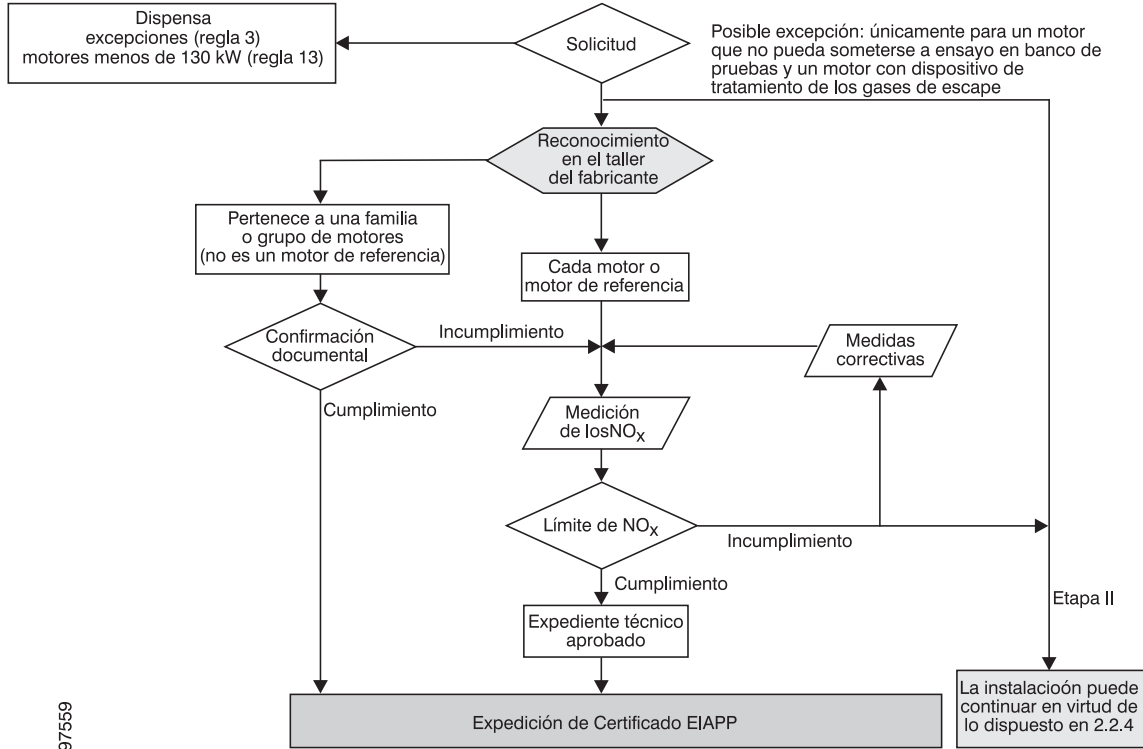 Dispensa
excepciones (regla 3)
motores menos de 130 kW (regla 13)
Solicitud
Posible excepción: únicamente para un motor
que no pueda someterse a ensayo en banco de
pruebas y un motor con dispositivo de
tratamiento de los gases de escape
Reconocimiento
en el taller
del fabricante
Pertenece a una familia
o grupo de motores
(no es un motor de referencia)
Cada motor o
motor de referencia
Confirmación
documental
Incumplimiento
Medidas
correctivas
Cumplimiento
Medición
de losNOx
Límite de NOx
Incumplimiento
Cumplimiento
Etapa II
Expediente técnico
aprobado
Expedición de Certificado EIAPP
La instalacioón puede
continuar en virtud de
lo dispuesto en 2.2.4
97559